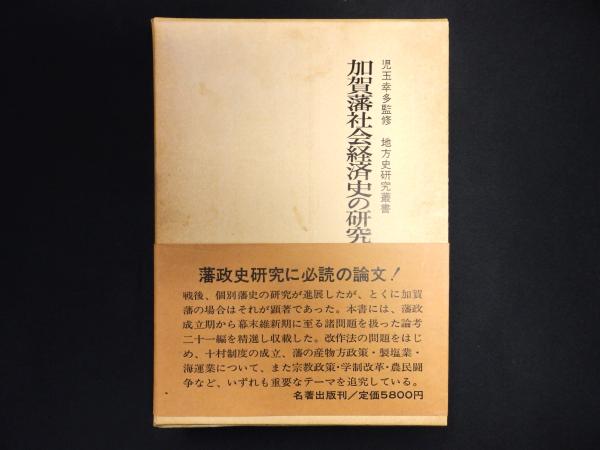 児玉幸多監修　地方史研究叢書
加賀藩社会経済史の研究
藩政史研究に必読の論文！
戦後、個別藩史の研究が進展したが、とくに加賀
藩の場合はそれが顕著であった。本書には、藩政
成立期から幕末維新期に至る諸問題を扱った論考
二十一編を精選し収載した。改作法の問題をはじ
め、十村制度の成立、藩の産物方政策・製塩業・
海運業について、また宗教政策・学制改革・農民闘
争など、いずれも重要なテーマを追究している。
名著出版刊／定価5800円